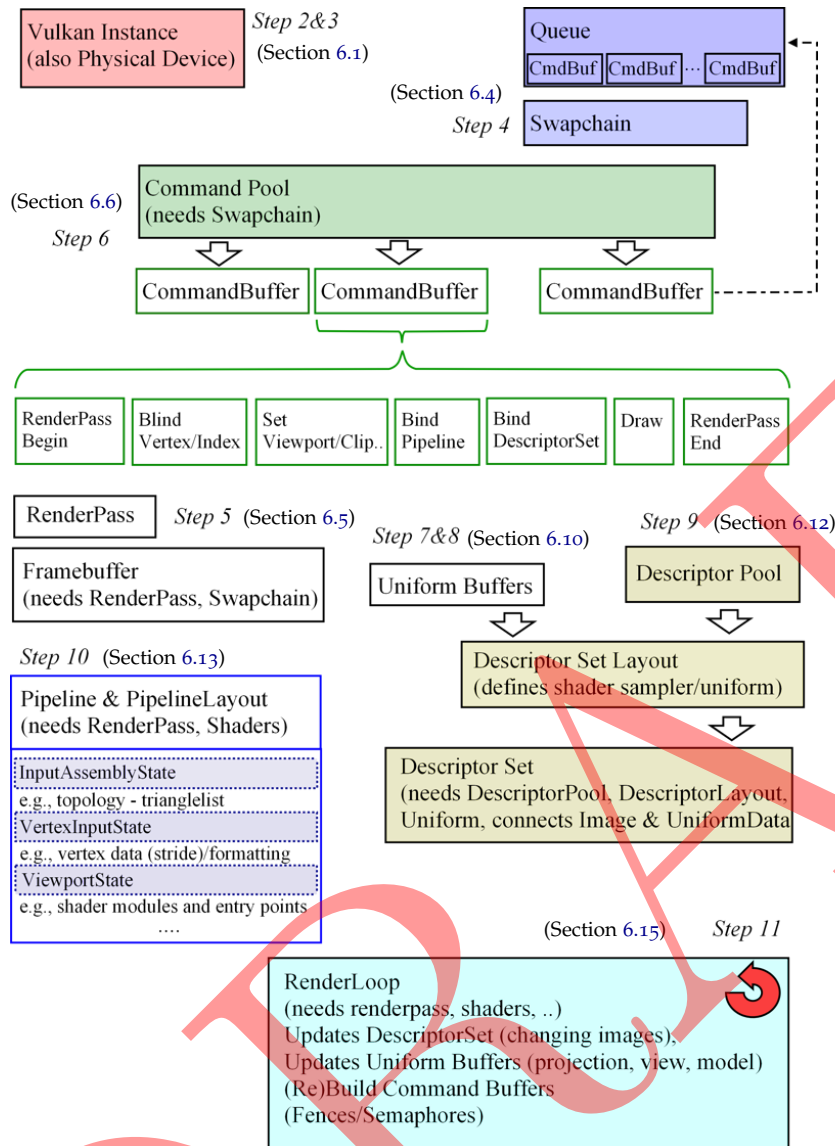 Vulkan Instance
(also Physical Device)
Step 2&3
(Section 6.1)
Queue
CmdBuf CmdBuf ... CmdBuf
(Section 6.4)
Step 4
Swapchain
(Section 6.6)
Step 6
Command Pool
(needs Swapchain)
CommandBuffer
CommandBuffer
CommandBuffer
RenderPass
Begin
Blind
Vertex/Index
Set
Viewport/Clip..
Bind
Pipeline
Bind
DescriptorSet
Draw
RenderPass
End
RenderPass
Step 5 (Section 6.5)
Framebuffer
(needs RenderPass, Swapchain)
Step 7&8 (Section 6.10)
Uniform Buffers
Step 9 (Section 6.12)
Descriptor Pool
Descriptor Set Layout
(defines shader sampler/uniform)
Descriptor Set
(needs DescriptorPool, DescriptorLayout,
Uniform, connects Image & UniformData
Step 10 (Section 6.13)
Pipeline & PipelineLayout
(needs RenderPass, Shaders)
InputAssemblyState
e.g., topology - trianglelist
VertexInputState
e.g., vertex data (stride)/formatting
ViewportState
e.g., shader modules and entry points
....
(Section 6.15) Step 11
RenderLoop
(needs renderpass, shaders, ..)
Updates DescriptorSet (changing images),
Updates Uniform Buffers (projection, view, model)
(Re)Build Command Buffers
(Fences/Semaphores)